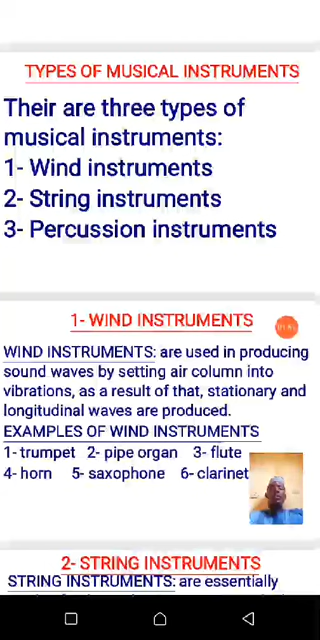 TYPES OF MUSICAL INSTRUMENTS
Their are three types of
musical instruments:
1- Wind instruments
2- String instruments
3- Percussion instruments
1- WIND INSTRUMENTS
WIND INSTRUMENTS: are used in producing
sound waves by setting air column into
vibrations, as a result of that, stationary and
longitudinal waves are produced.
EXAMPLES OF WIND INSTRUMENTS
1- trumpet 2- pipe organ 3- flute
4- horn 5- saxophone 6- clarinet
2- STRING INSTRUMENTS
STRING INSTRUMENTS: are essentially